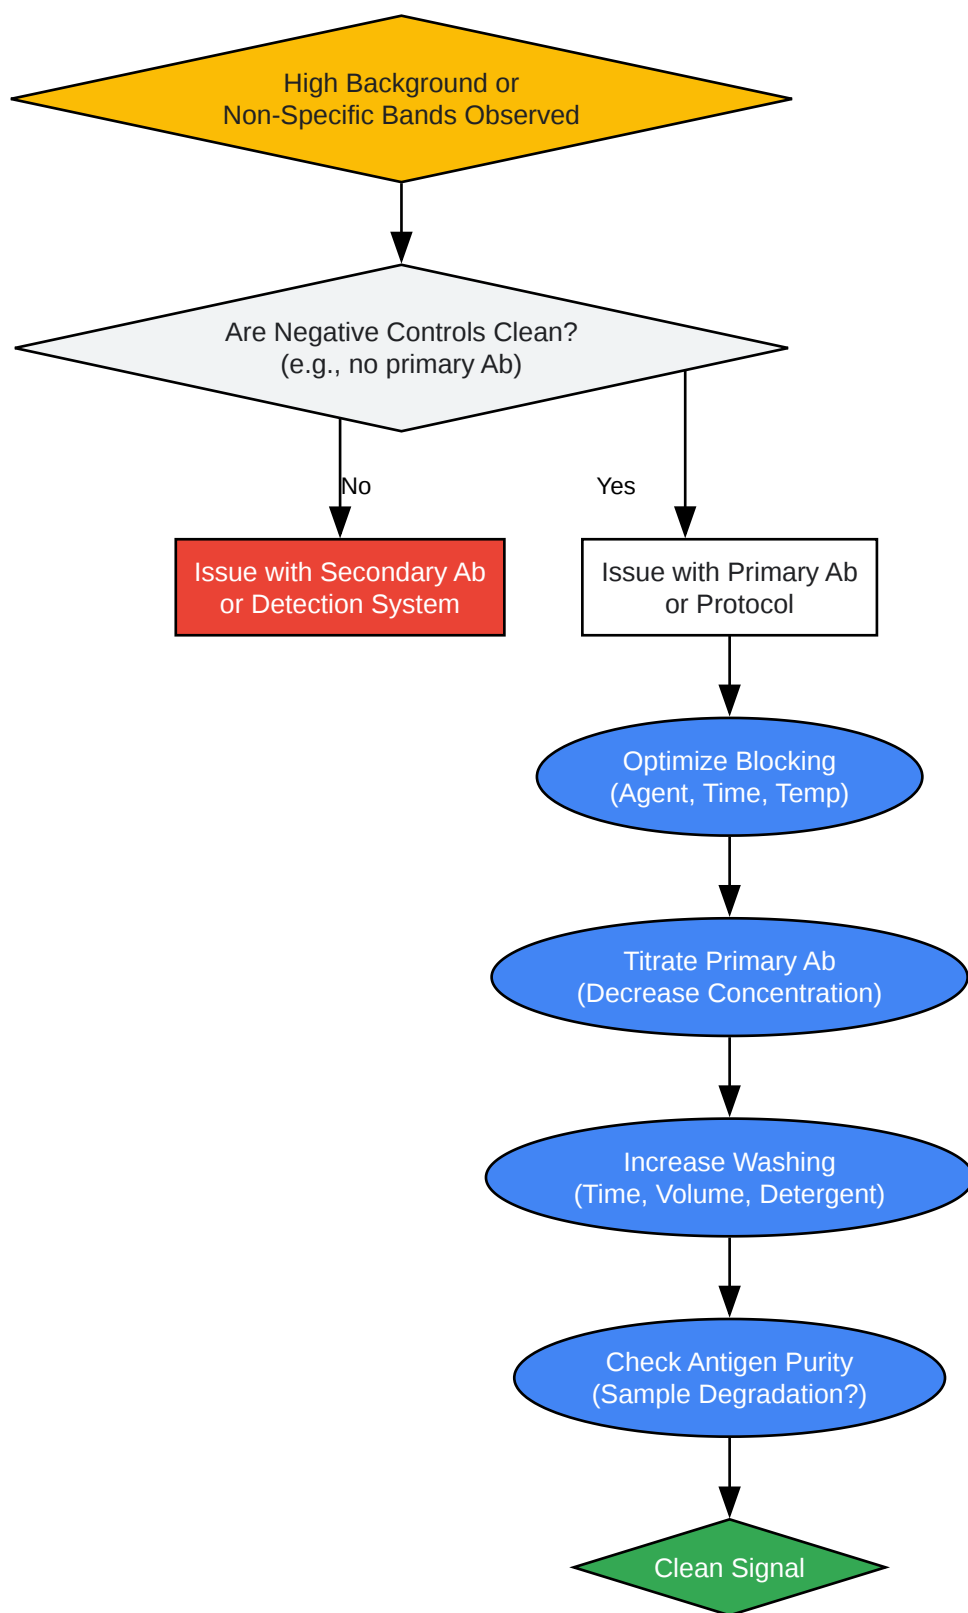 High Background or
Non-Specific Bands Observed
Are Negative Controls Clean?
(e.g., no primary Ab)
No
Yes
Issue with Secondary Ab
or Detection System
Issue with Primary Ab
or Protocol
Optimize Blocking
(Agent, Time, Temp)
Titrate Primary Ab
(Decrease Concentration)
Increase Washing
(Time, Volume, Detergent)
Check Antigen Purity
(Sample Degradation?)
Clean Signal